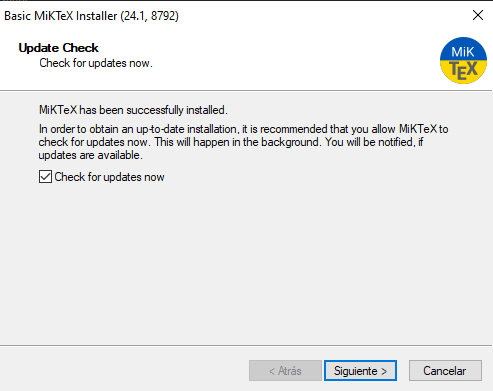 Basic MiKTeX Installer (24.1, 8792)
Update Check
Check for updates now.
MiK
TEX
MiKTeX has been successfully installed.
In order to obtain an up-to-date installation, it is recommended that you allow MiKTeX to
check for updates now. This will happen in the background. You will be notified, if
updates are available.
Check for updates now
< Atrás
Siguiente >
Cancelar